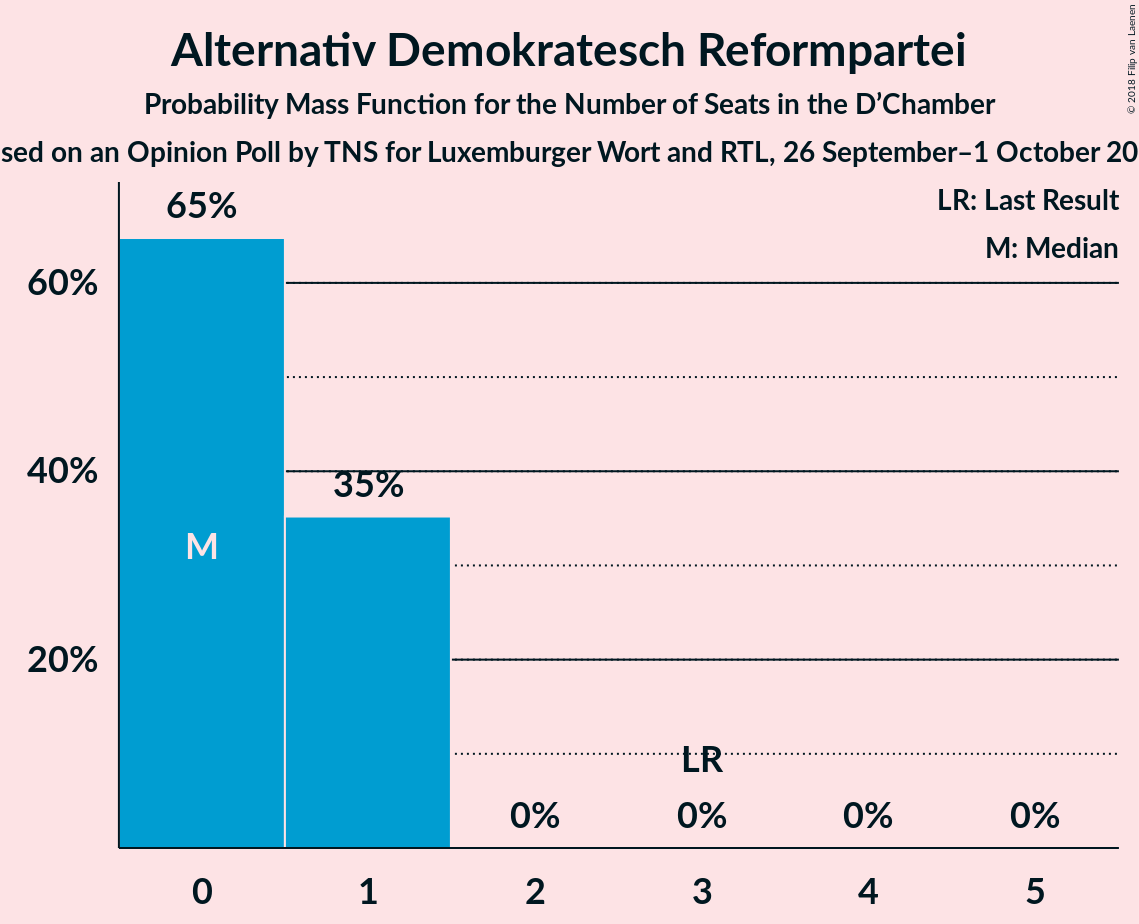 Alternativ Demokratesch Reformpartei
Probability Mass Function for the Number of Seats in the D’Chamber
sed on an Opinion Poll by TNS for Luxemburger Wort and RTL, 26 September–1 October 20
© 2018 Filip van Laenen
LR: Last Result
M: Median
65%
60%
40%
35%
M
20%
LR
0% 0% 0% 0%
0 1 2 3 4 5